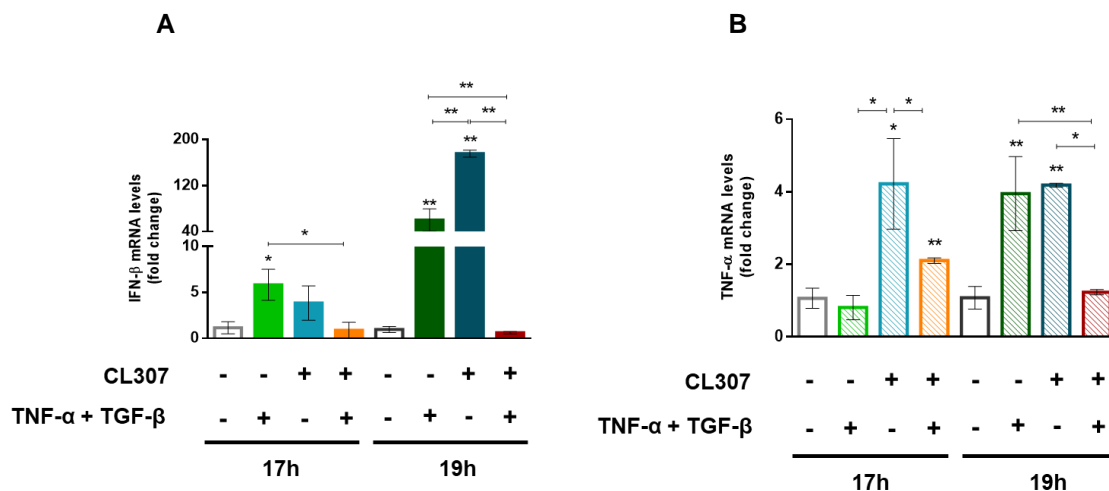 A
IFN-β mRNA levels
(fold change)
200
120
40
10
5
0
*
*
**
**
**
**
**
CL307 - - + + - - + +
TNF-α + TGF-β - + - + - + - +
17h 19h
B
TNF-α mRNA levels
(fold change)
6
4
2
0
* *
*
**
**
**
**
*
CL307 - - + + - - + +
TNF-α + TGF-β - + - + - + - +
17h 19h